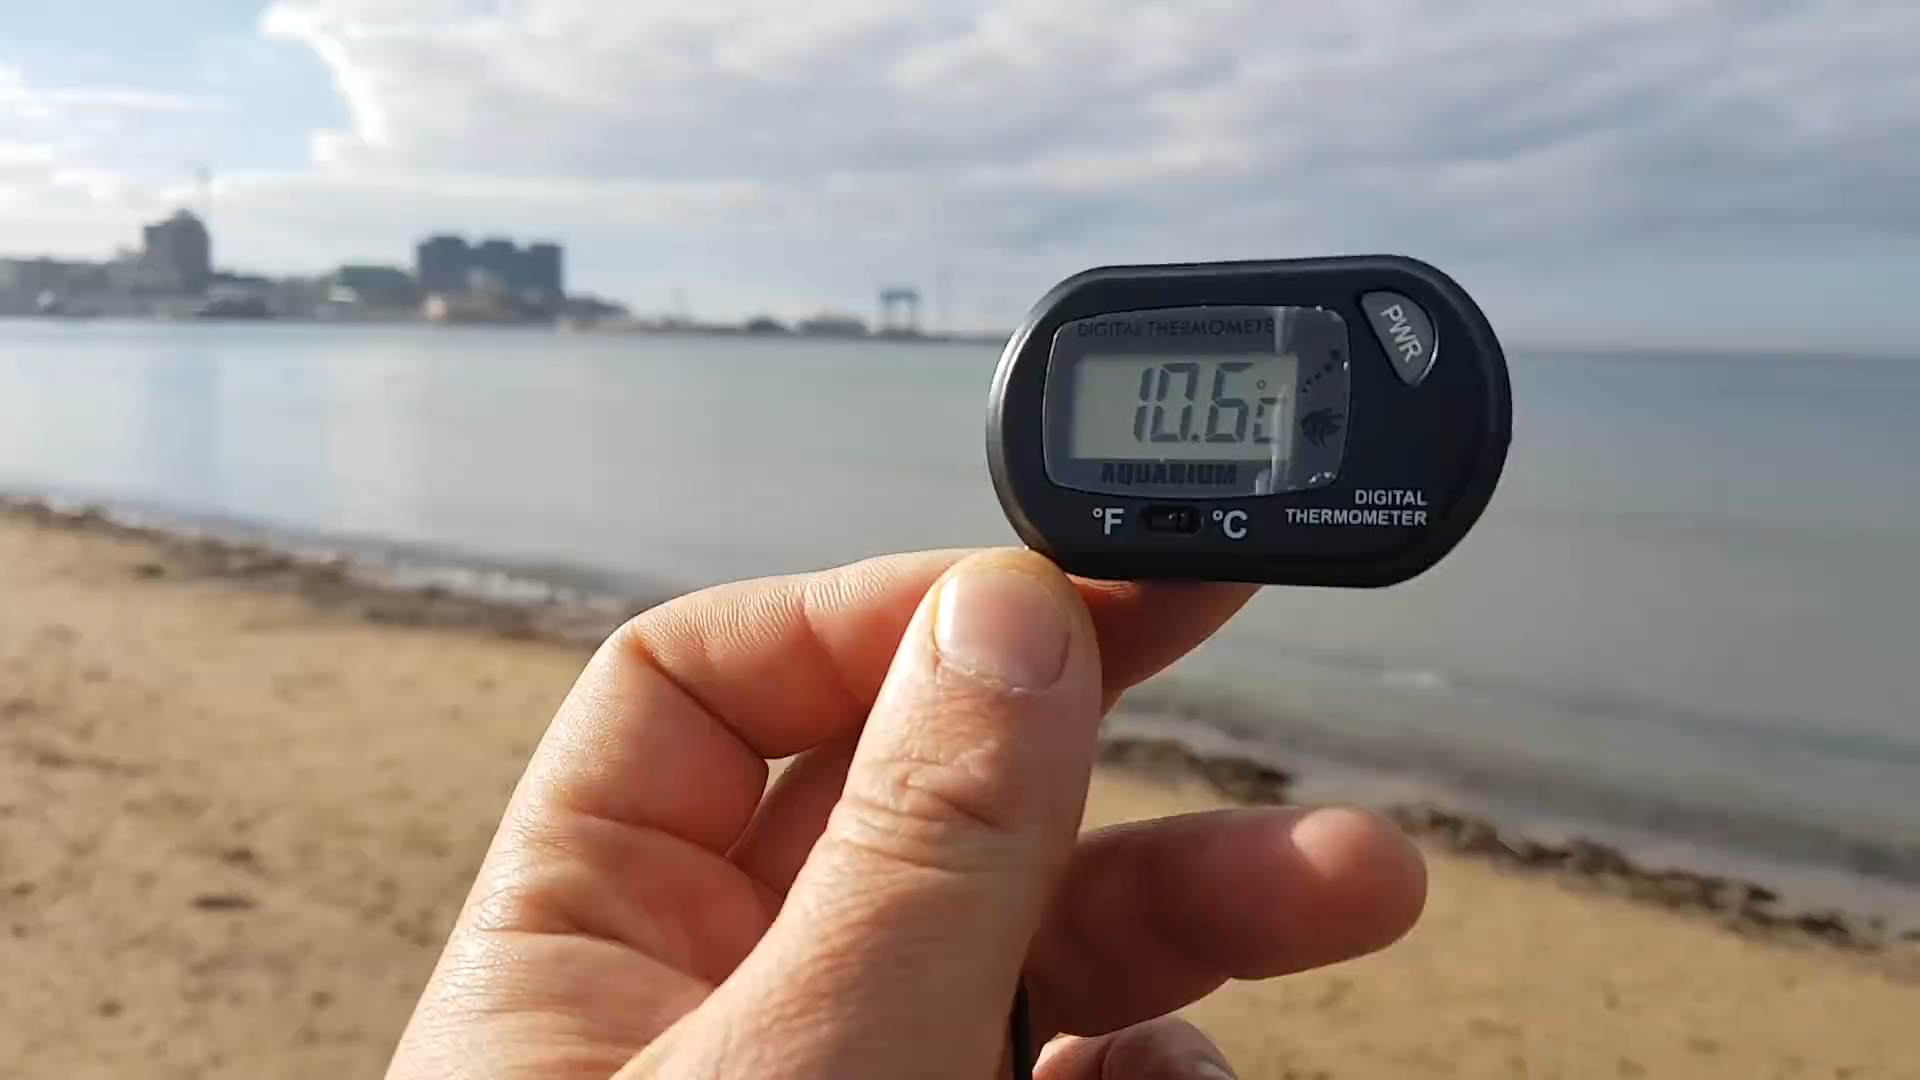 PWR
DIGITAL THERMOMETE
10.6°C
AQUARIUM
°F °C
DIGITAL
THERMOMETER